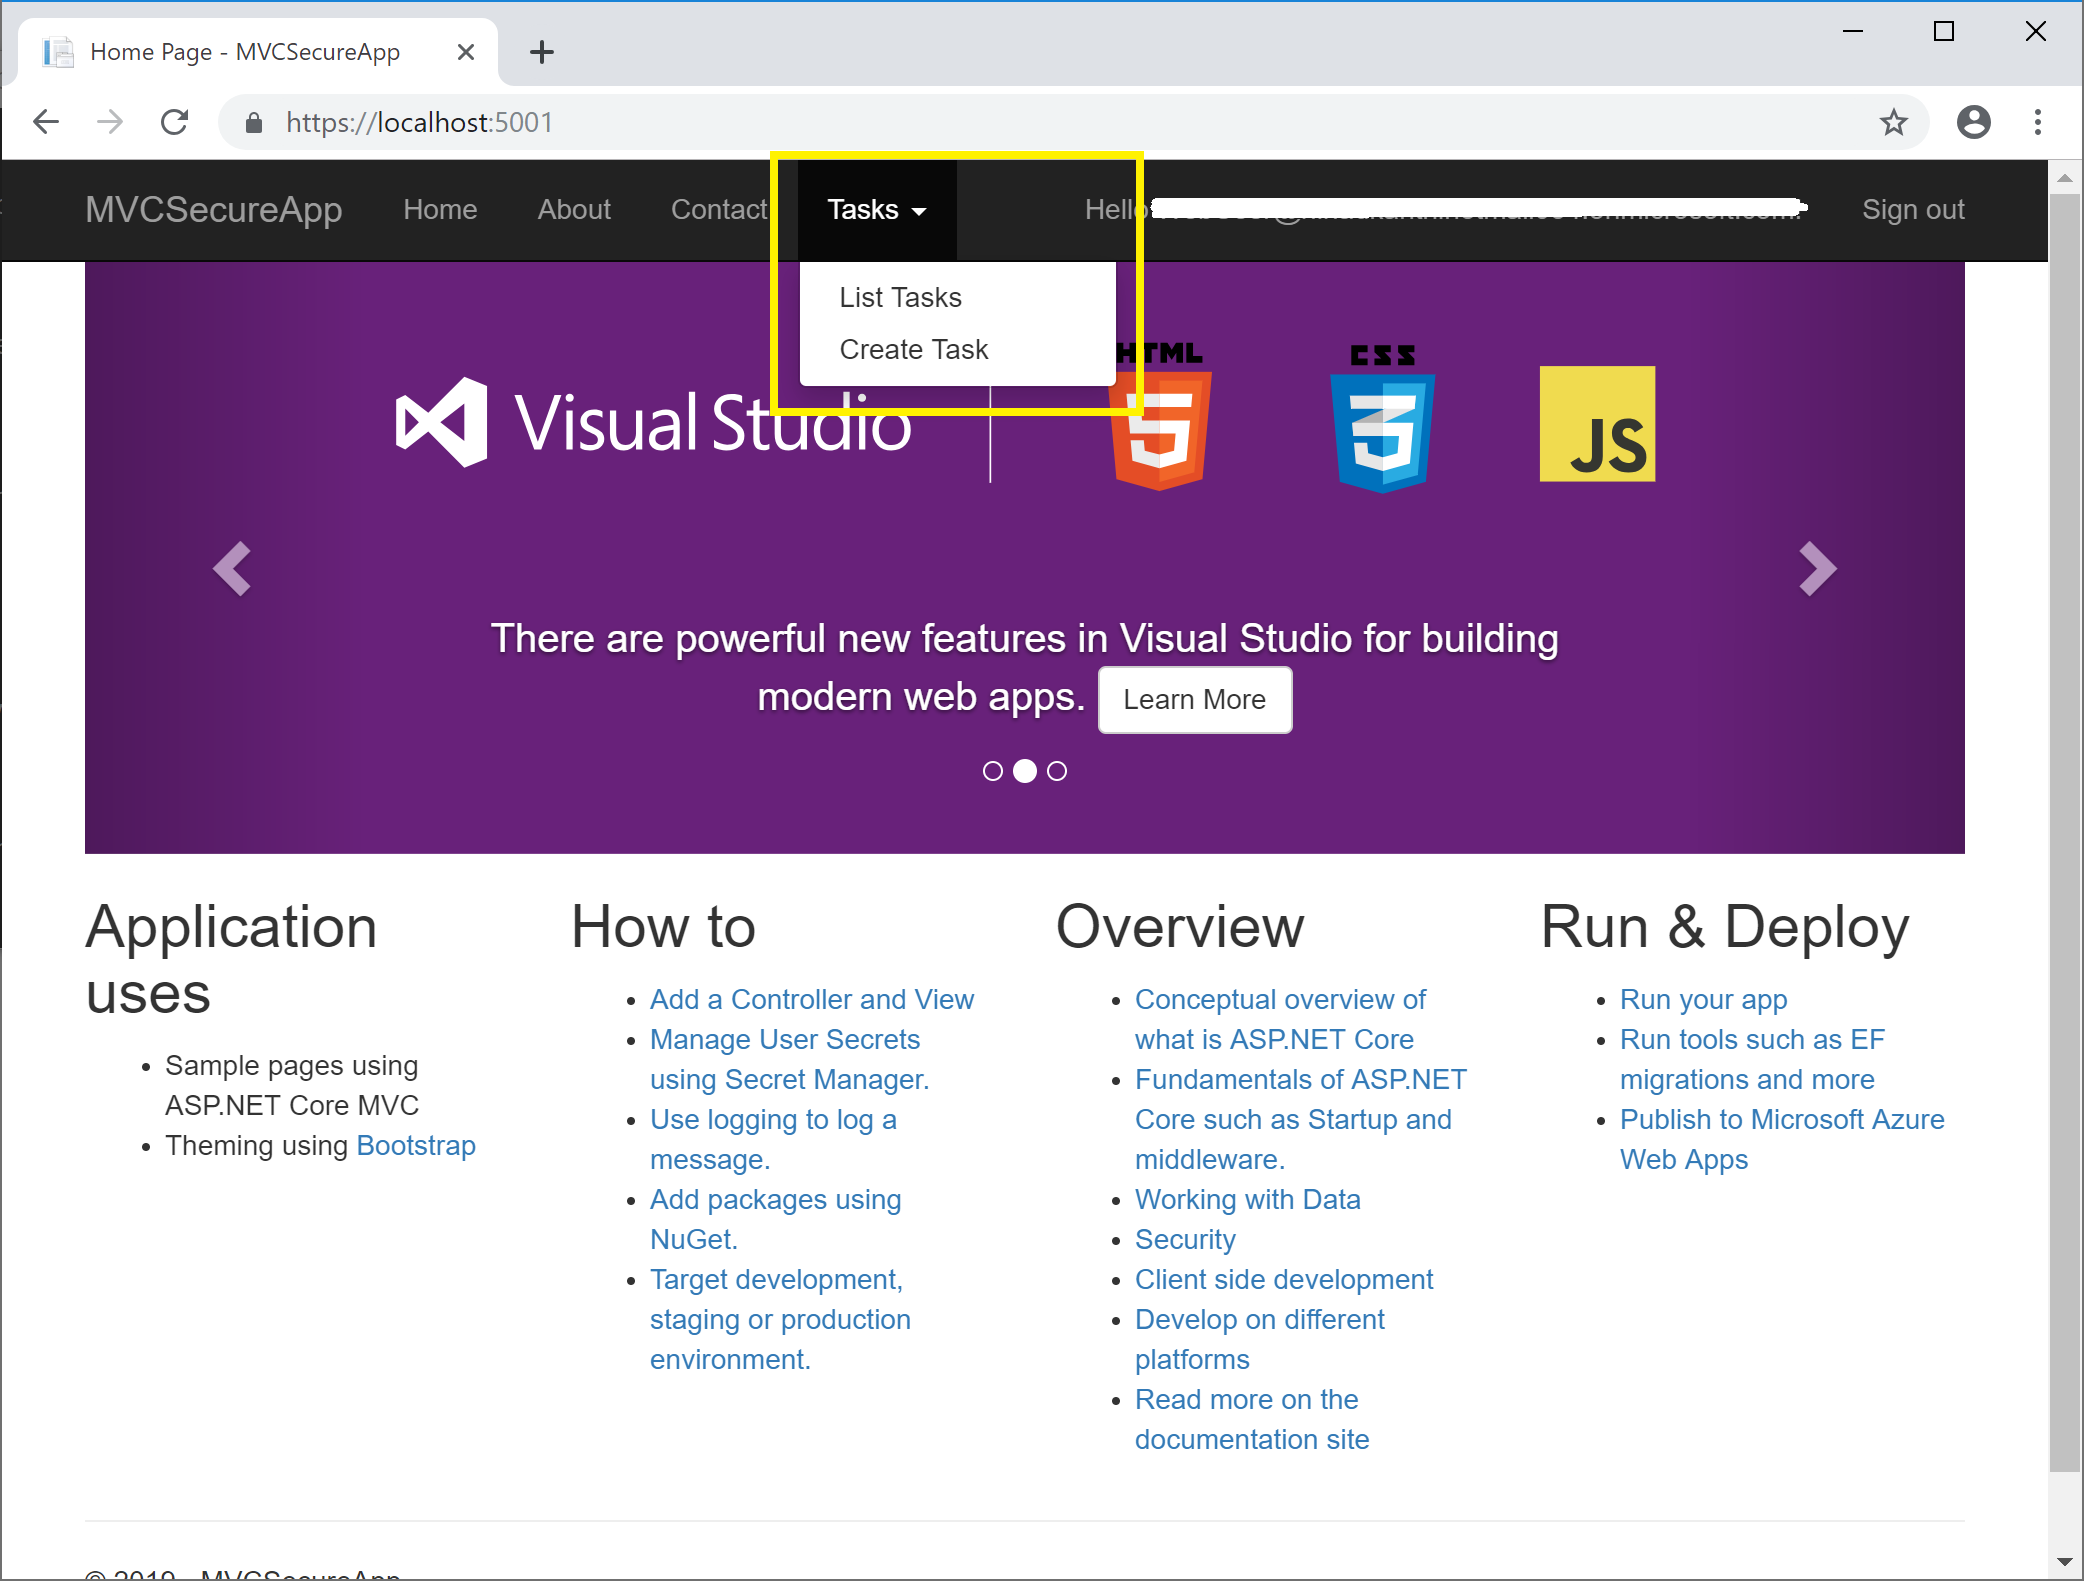 Home Page - MVCSecureApp
https://localhost:5001
MVCSecureApp Home About Contact Tasks Hello Sign out
List Tasks
Create Task
HTML CSS
Visual Studio 5 3 JS
There are powerful new features in Visual Studio for building
modern web apps. Learn More
Application
uses
Sample pages using
ASP.NET Core MVC
Theming using Bootstrap
How to
Add a Controller and View
Manage User Secrets
using Secret Manager.
Use logging to log a
message.
Add packages using
NuGet.
Target development,
staging or production
environment.
Overview
Conceptual overview of
what is ASP.NET Core
Fundamentals of ASP.NET
Core such as Startup and
middleware.
Working with Data
Security
Client side development
Develop on different
platforms
Read more on the
documentation site
Run & Deploy
Run your app
Run tools such as EF
migrations and more
Publish to Microsoft Azure
Web Apps
© 2019 - MVCSecureApp